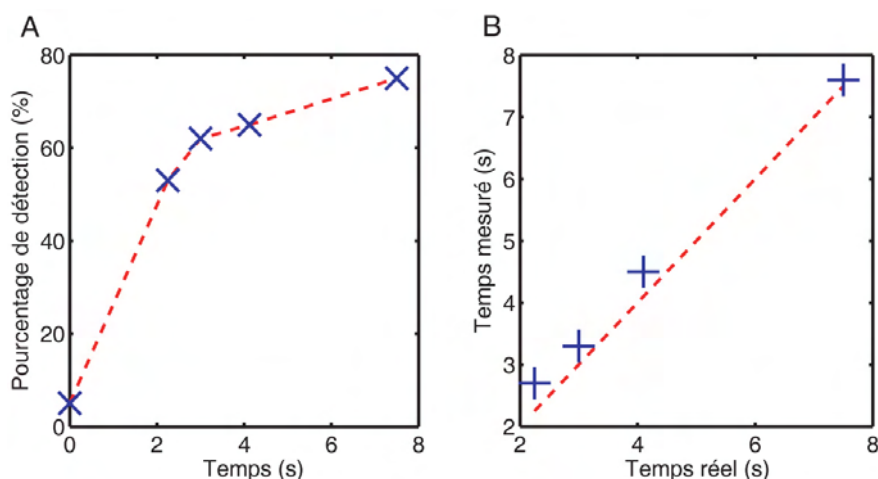 A
Pourcentage de détection (%)
80
60
40
20
0
0 2 4 6 8
Temps (s)
B
Temps mesuré (s)
8
7
6
5
4
3
2
2 4 6 8
Temps réel (s)